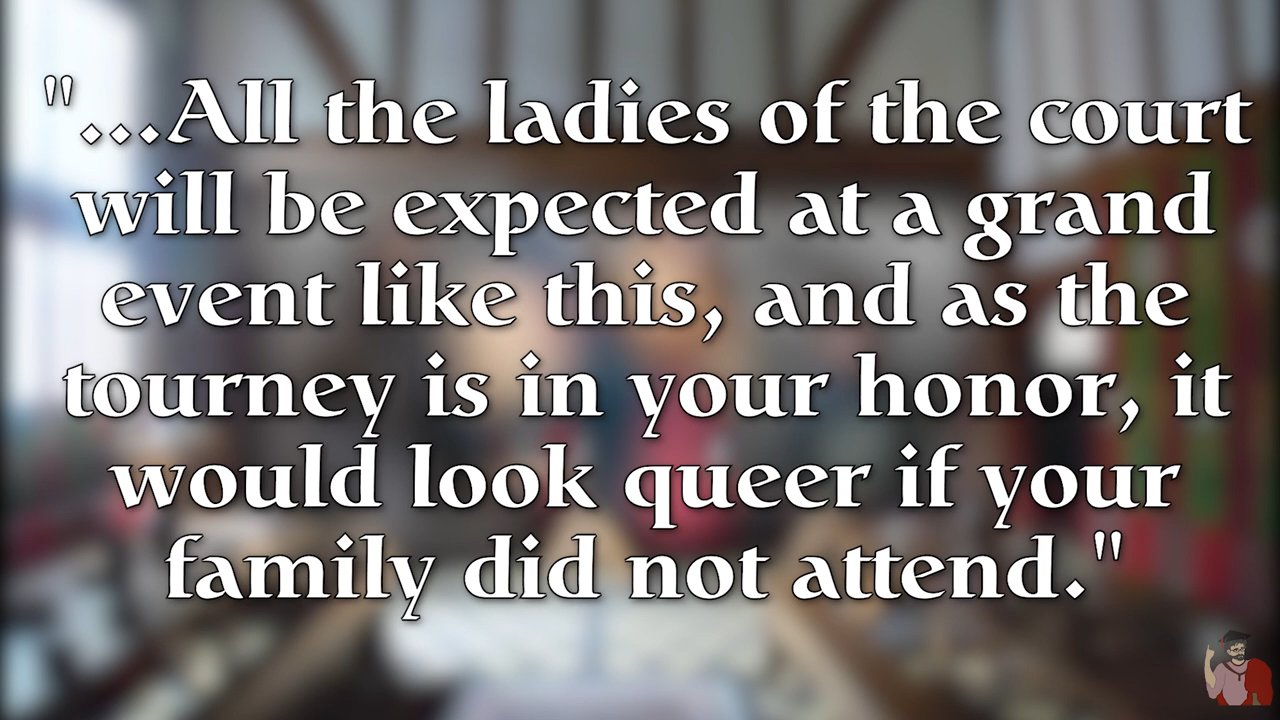 "...All the ladies of the court
will be expected at a grand
event like this, and as the
tourney is in your honor, it
would look queer if your
family did not attend."